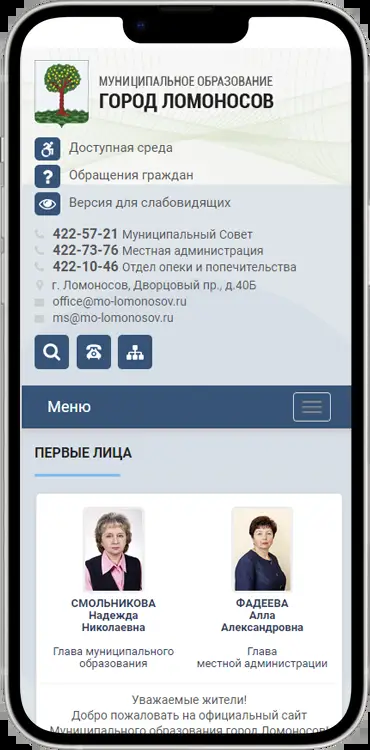 МУНИЦИПАЛЬНОЕ ОБРАЗОВАНИЕ
ГОРОД ЛОМОНОСОВ
Доступная среда
?
Обращения граждан
Версия для слабовидящих
422-57-21 Муниципальный Совет
422-73-76 Местная администрация
422-10-46 Отдел опеки и попечительства
г. Ломоносов, Дворцовый пр., д.40Б
office@mo-lomonosov.ru
ms@mo-lomonosov.ru
Меню
ПЕРВЫЕ ЛИЦА
СМОЛЬНИКОВА
Надежда
Николаевна
Глава муниципального
образования
ФАДЕЕВА
Алла
Александровна
Глава
местной администрации
Уважаемые жители!
Добро пожаловать на официальный сайт
Муниципального образования город Ломоносов!